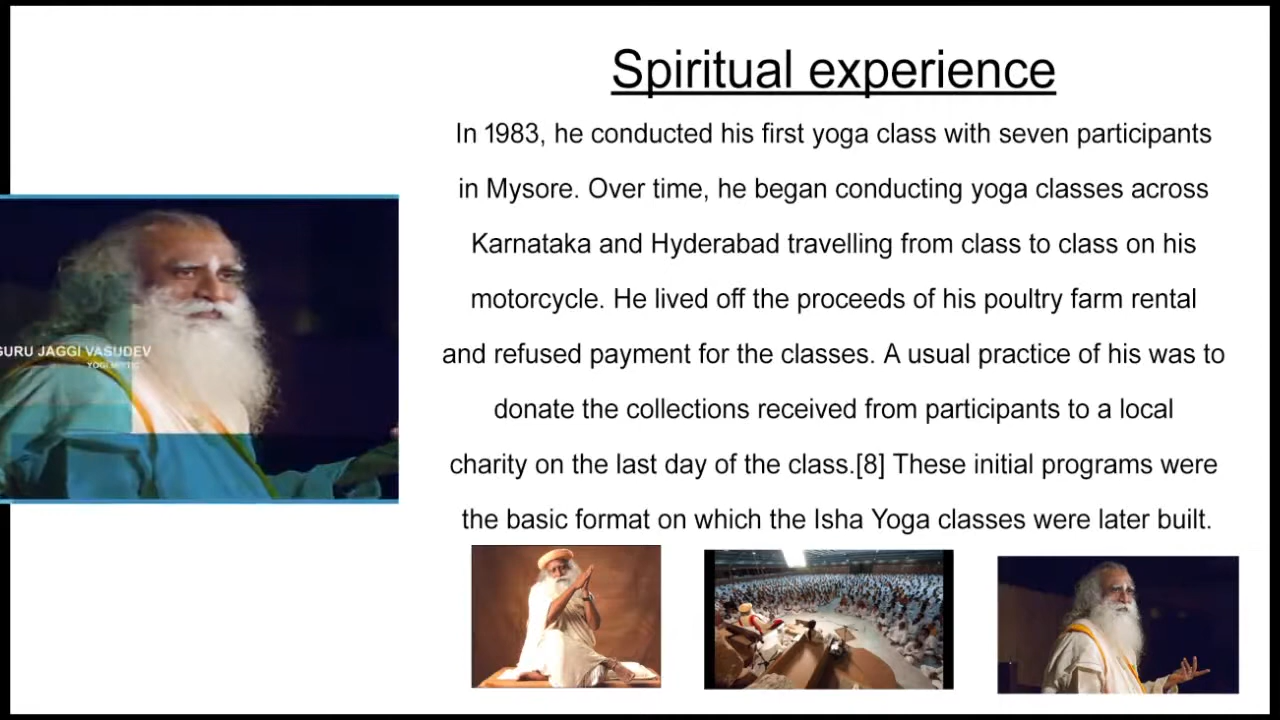 Spiritual experience
In 1983, he conducted his first yoga class with seven participants
in Mysore. Over time, he began conducting yoga classes across
Karnataka and Hyderabad travelling from class to class on his
motorcycle. He lived off the proceeds of his poultry farm rental
and refused payment for the classes. A usual practice of his was to
donate the collections received from participants to a local
charity on the last day of the class.[8] These initial programs were
the basic format on which the Isha Yoga classes were later built.
GURU JAGGI VASUDEV